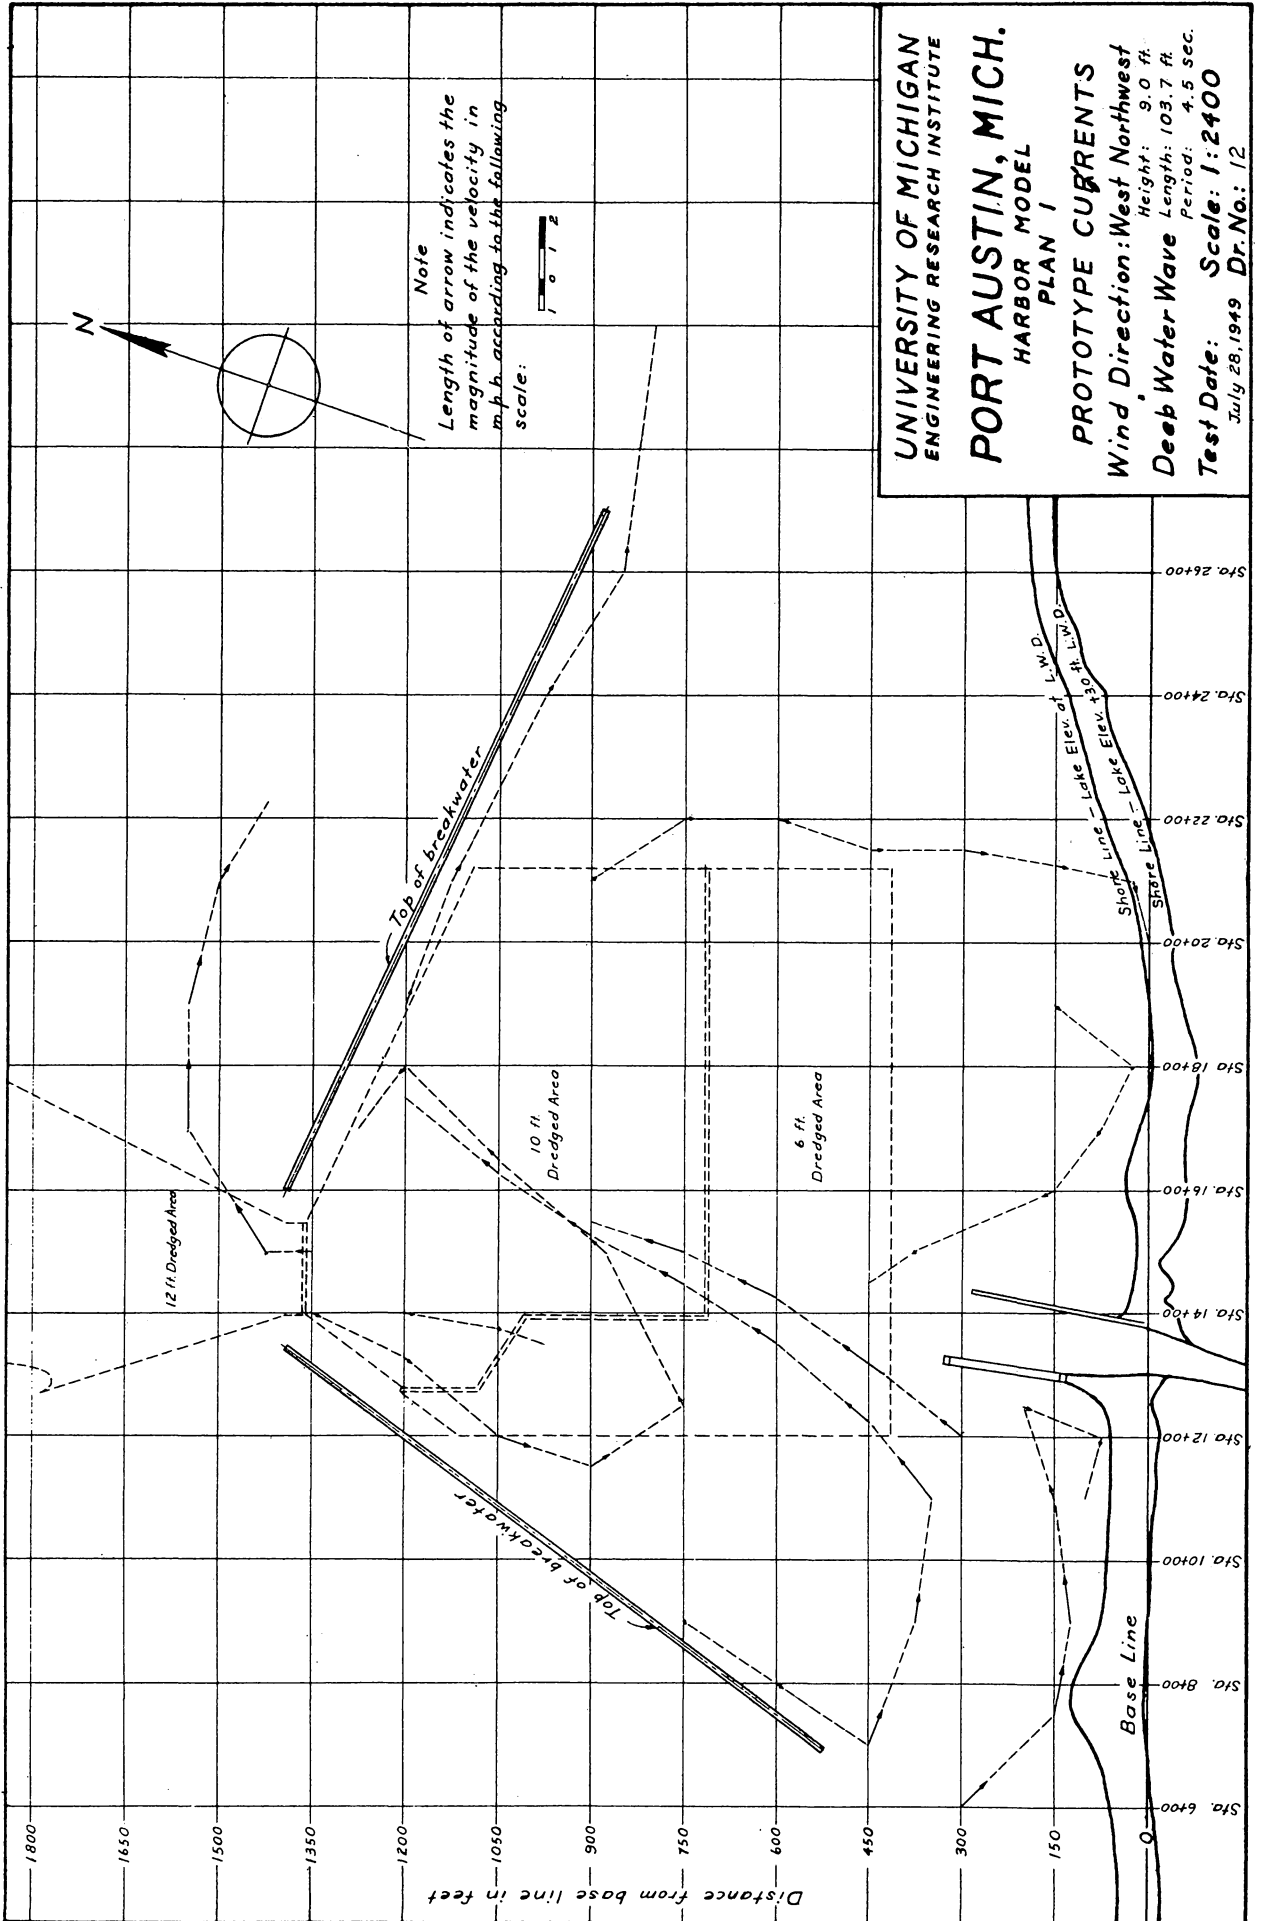 N
Note
Length of arrow indicates the
magnitude of the velocity in
m.p.h. according to the following
scale:
1 0 1 2
UNIVERSITY OF MICHIGAN
ENGINEERING RESEARCH INSTITUTE
PORT AUSTIN, MICH.
HARBOR MODEL
PLAN 1
PROTOTYPE CURRENTS
Wind Direction: West Northwest
Deep Water Wave
Height: 9.0 ft.
Length: 103.7 ft.
Period: 4.5 sec.
Test Date: Scale: 1:2400
July 28, 1949 Dr. No.: 12
Top of breakwater
Top of breakwater
12 ft. Dredged Area
10 ft.
Dredged Area
6 ft.
Dredged Area
Shore Line - Lake Elev. at L.W.D.
Shore Line - Lake Elev. +3.0 ft. L.W.D.
Base Line
Distance from base line in feet
1800
1650
1500
1350
1200
1050
900
750
600
450
300
150
0
Sta. 6+00
Sta. 8+00
Sta. 10+00
Sta. 12+00
Sta. 14+00
Sta. 16+00
Sta. 18+00
Sta. 20+00
Sta. 22+00
Sta. 24+00
Sta. 26+00